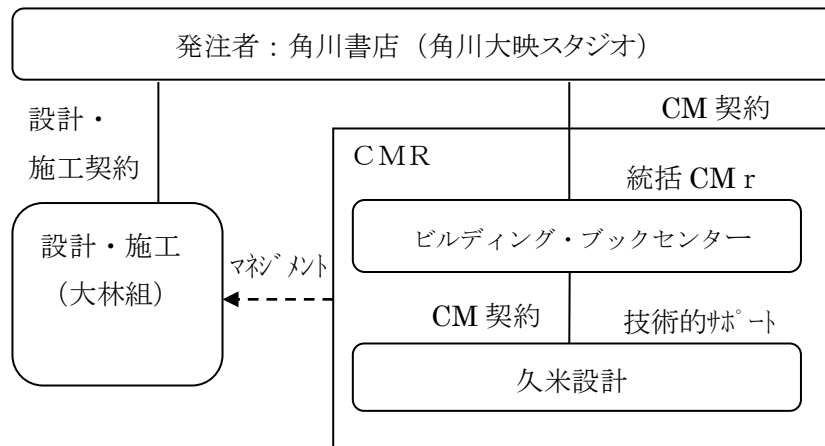 発注者：角川書店（角川大映スタジオ）
設計・
施工契約
CM 契約
ＣＭＲ
統括 CMｒ
ビルディング・ブックセンター
設計・施工
（大林組）
ﾏﾈｼﾞﾒﾝﾄ
CM 契約
技術的ｻﾎﾟｰﾄ
久米設計